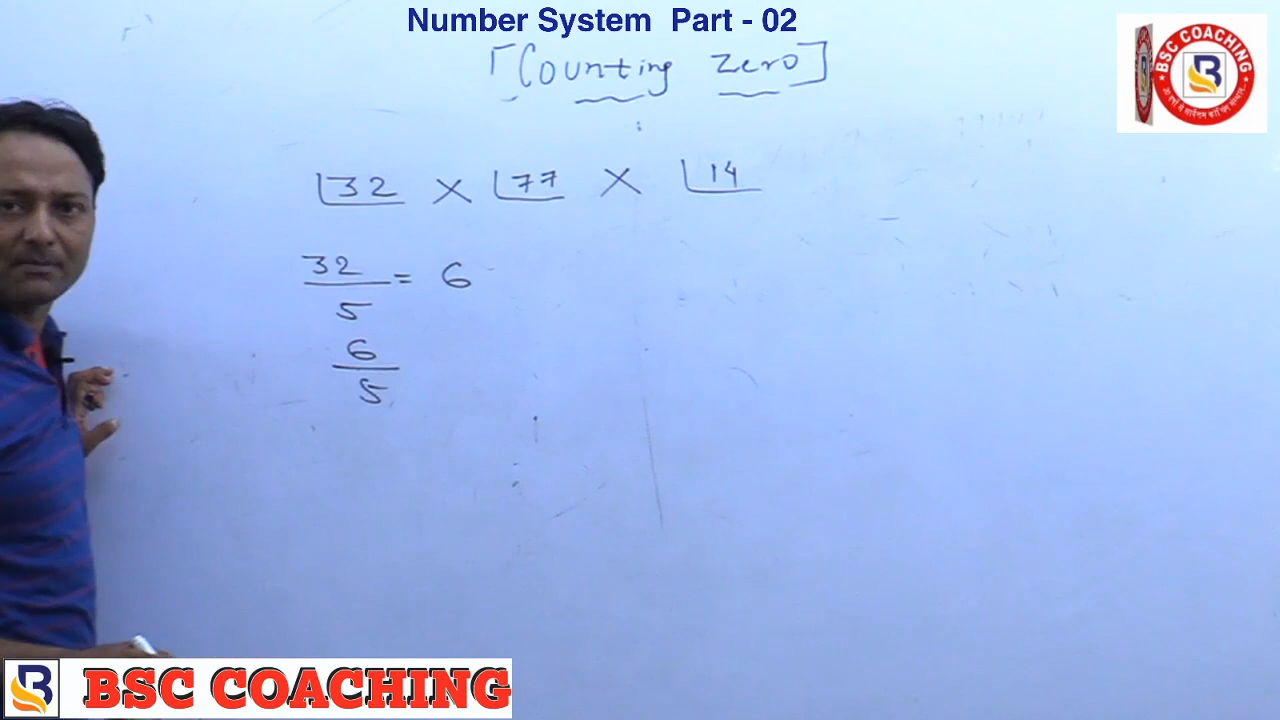 Number System Part - 02
[Counting Zero]
⌊32 × ⌊77 × ⌊14
32/5 = 6
6/5
BSC COACHING
B
BSC COACHING